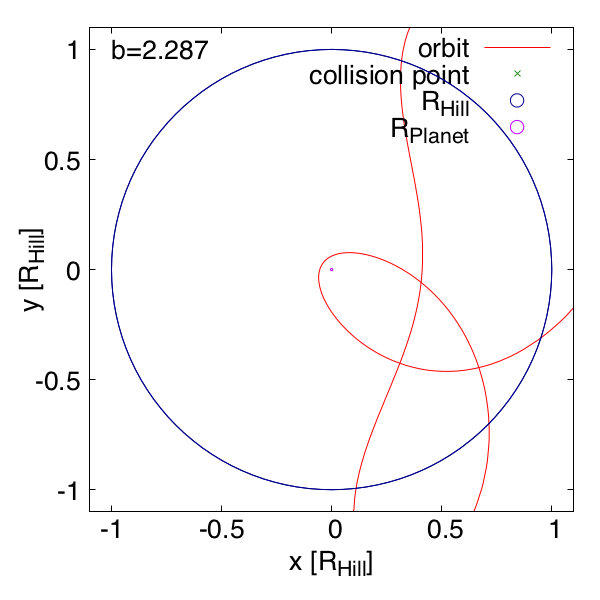 b=2.287
orbit
collision point
R_Hill
R_Planet
1
0.5
0
-0.5
-1
-1
-0.5
0
0.5
1
y [R_Hill]
x [R_Hill]